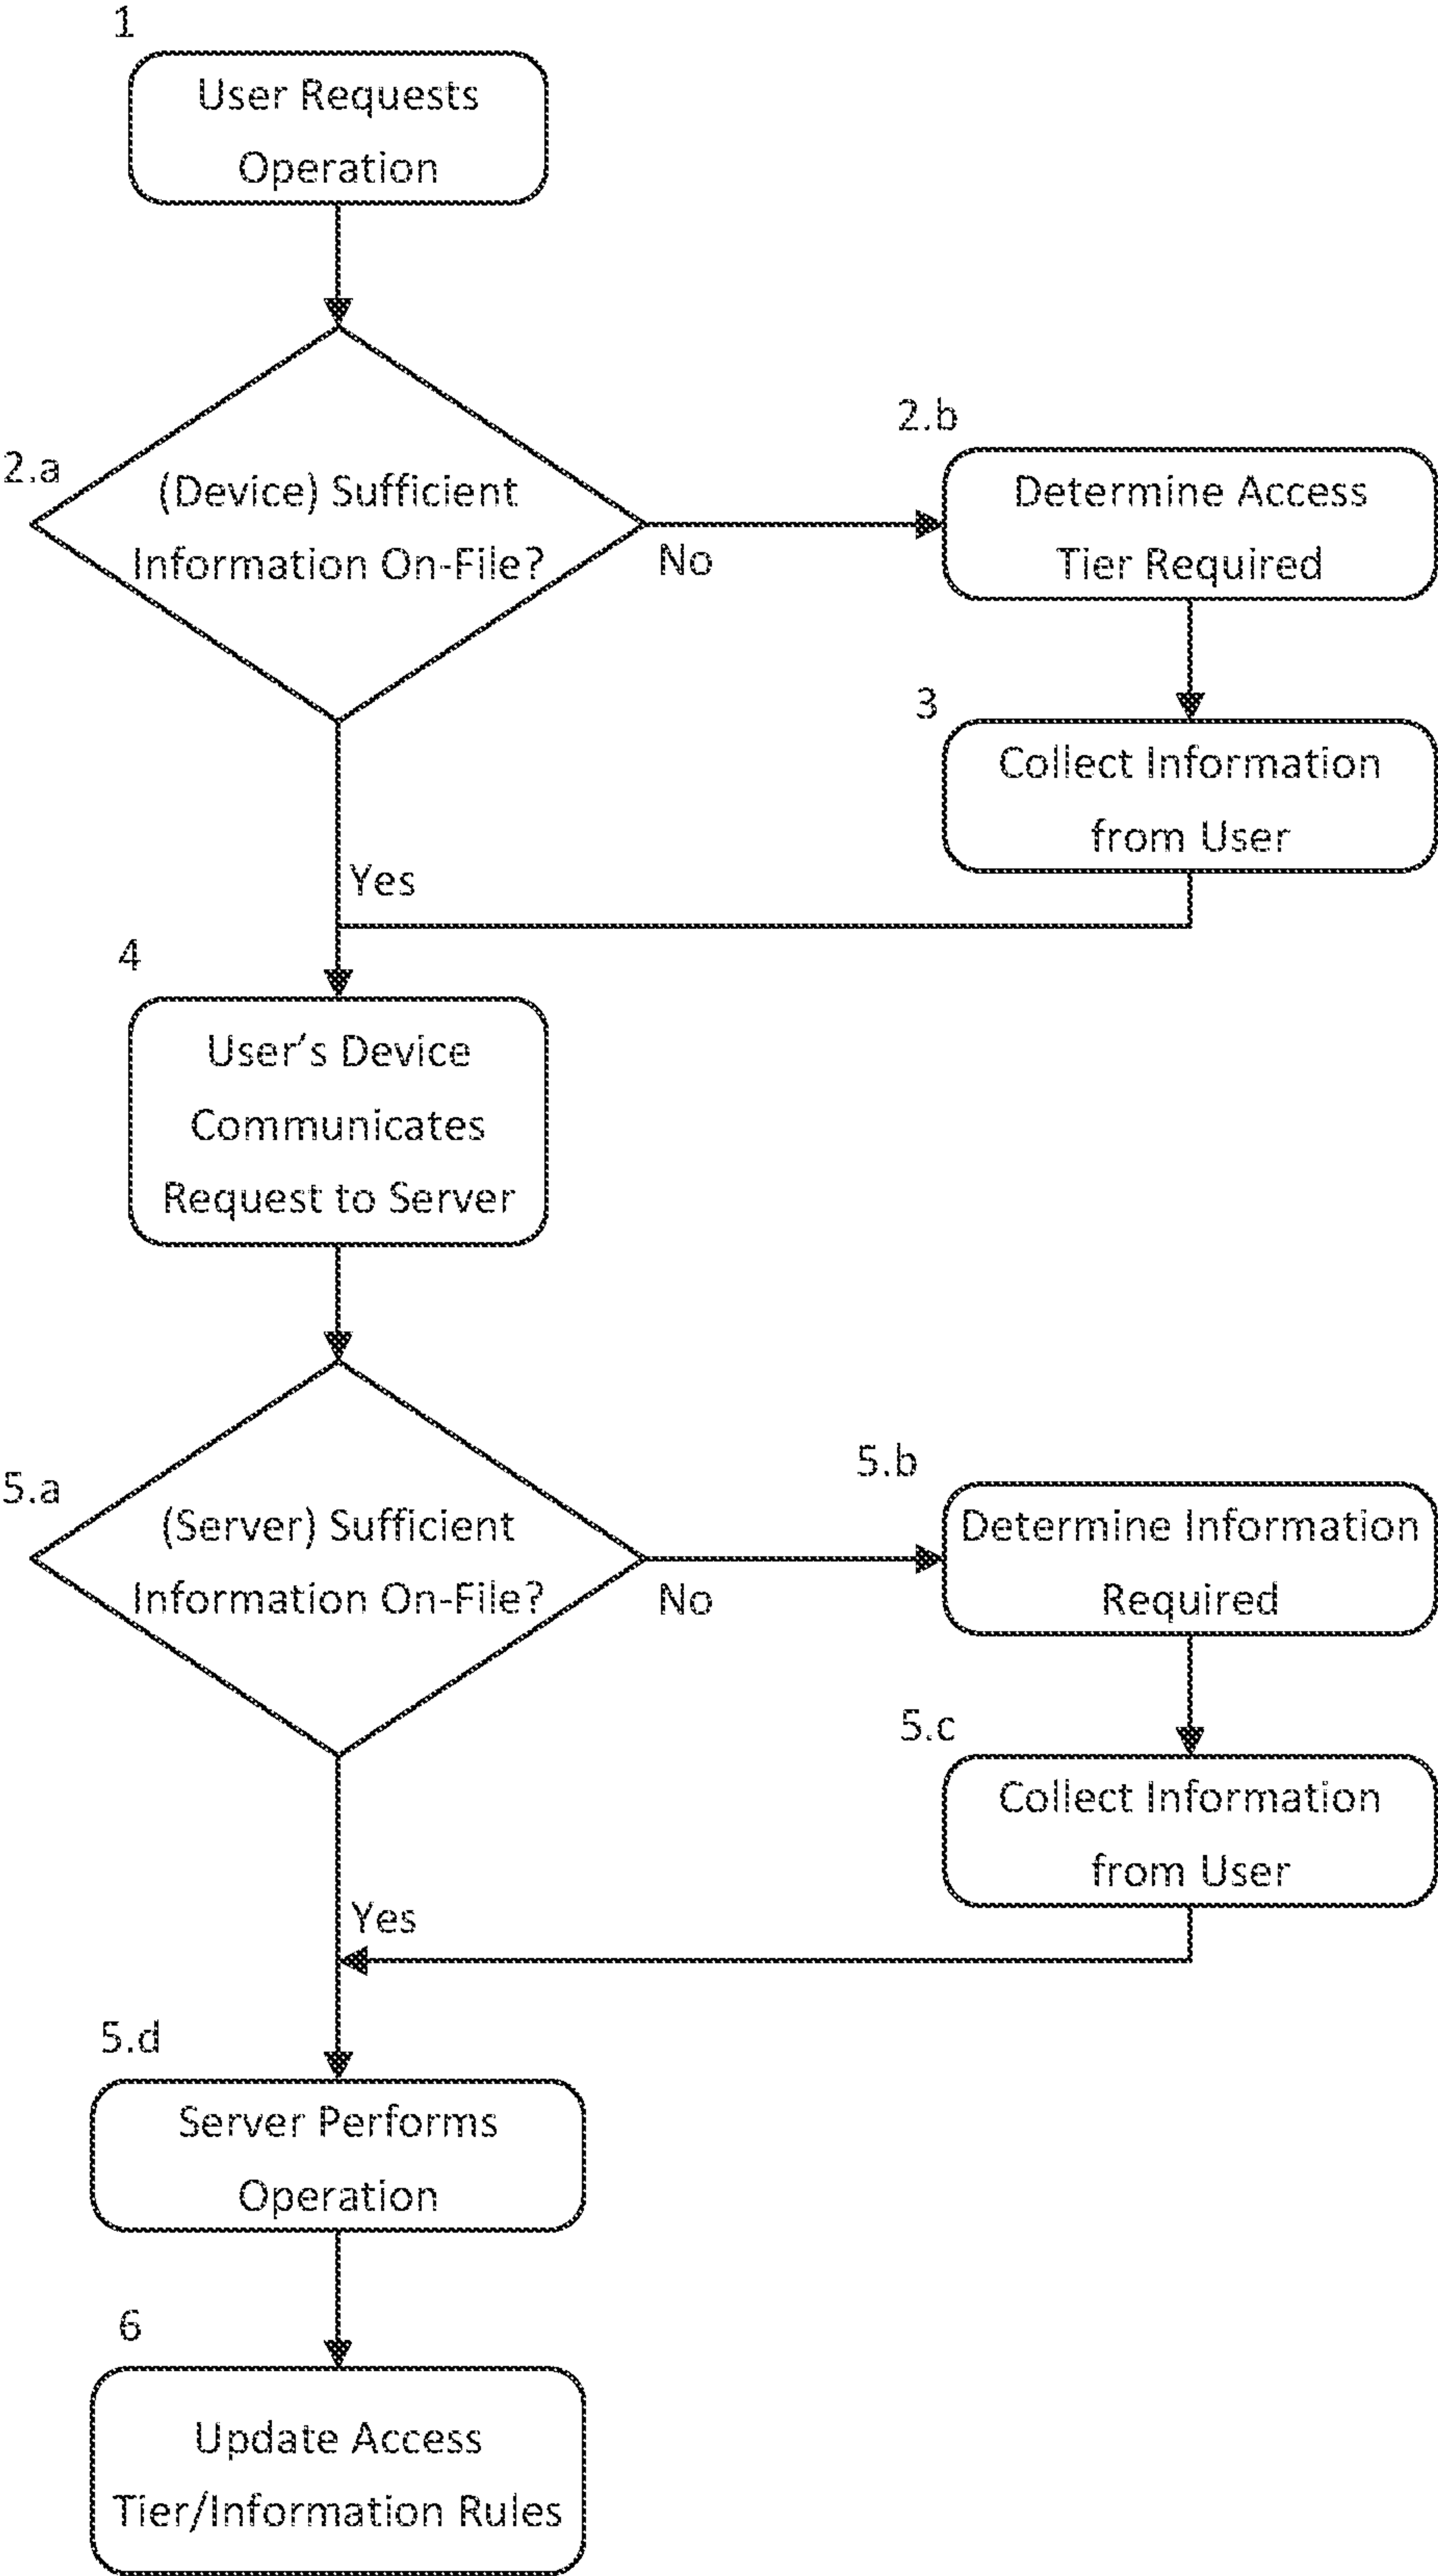 1
User Requests
Operation
2.a
(Device) Sufficient
Information On-File?
No
2.b
Determine Access
Tier Required
3
Collect Information
from User
Yes
4
User’s Device
Communicates
Request to Server
5.a
(Server) Sufficient
Information On-File?
No
5.b
Determine Information
Required
5.c
Collect Information
from User
Yes
5.d
Server Performs
Operation
6
Update Access
Tier/Information Rules